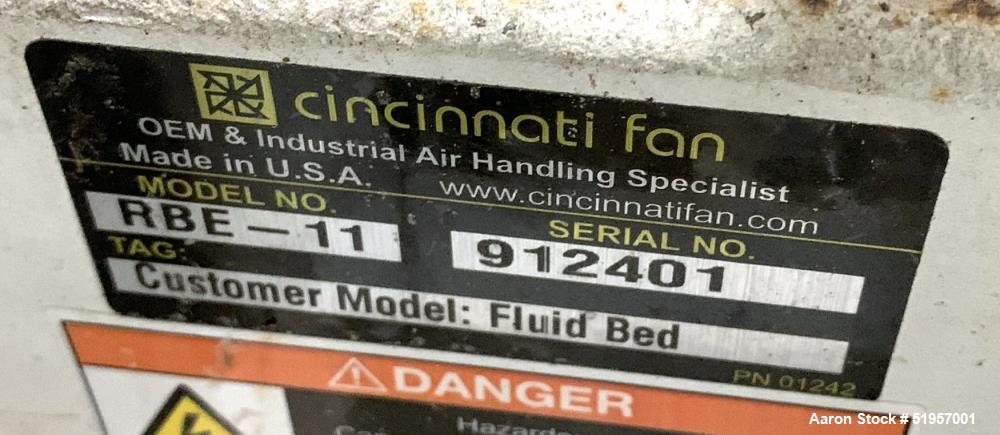 cincinnati fan
OEM & Industrial Air Handling Specialist
Made in U.S.A.
www.cincinnatifan.com
MODEL NO.
SERIAL NO.
RBE-11
912401
TAG:
Customer Model: Fluid Bed
PN 01242
DANGER
Aaron Stock # 51957001